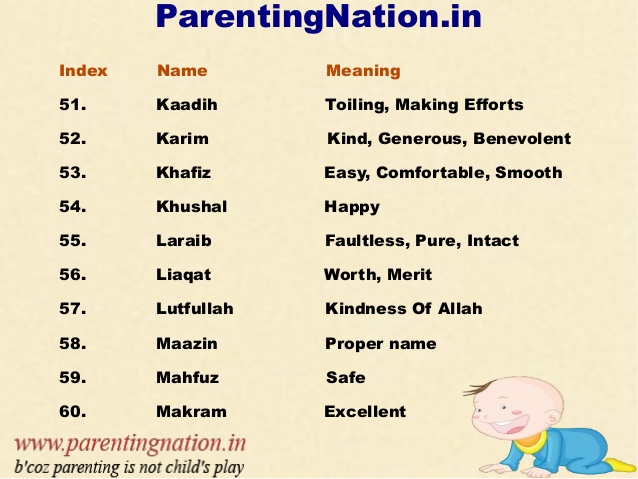 ParentingNation.in
Index Name Meaning
51. Kaadih Toiling, Making Efforts
52. Karim Kind, Generous, Benevolent
53. Khafiz Easy, Comfortable, Smooth
54. Khushal Happy
55. Laraib Faultless, Pure, Intact
56. Liaqat Worth, Merit
57. Lutfullah Kindness Of Allah
58. Maazin Proper name
59. Mahfuz Safe
60. Makram Excellent
www.parentingnation.in
b'coz parenting is not child's play